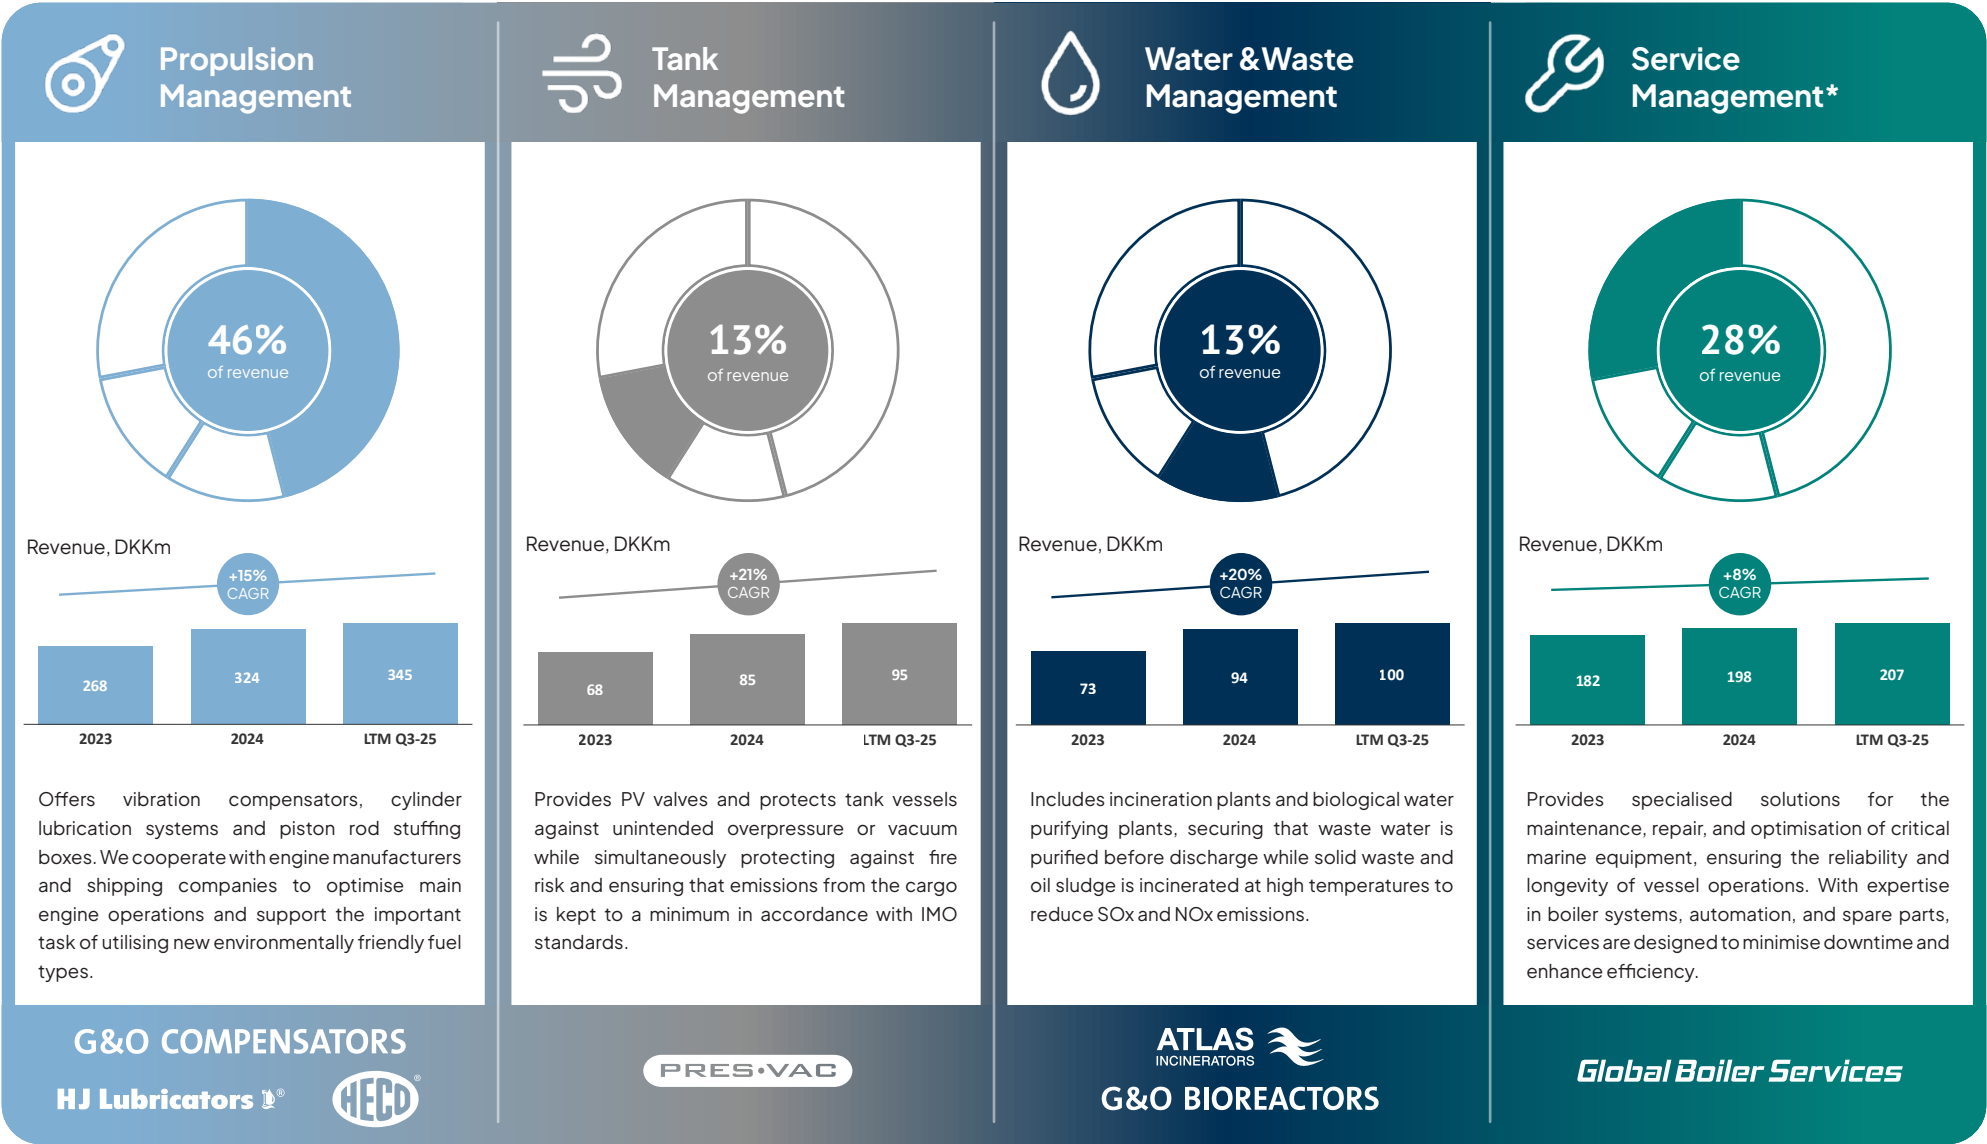 Propulsion
Management
46%
of revenue
Revenue, DKKm
+15%
CAGR
268
324
345
2023
2024
LTM Q3-25
Offers vibration compensators, cylinder
lubrication systems and piston rod stuffing
boxes. We cooperate with engine manufacturers
and shipping companies to optimise main
engine operations and support the important
task of utilising new environmentally friendly fuel
types.
G&O COMPENSATORS
HJ Lubricators ®
HECO ®
Tank
Management
13%
of revenue
Revenue, DKKm
+21%
CAGR
68
85
95
2023
2024
LTM Q3-25
Provides PV valves and protects tank vessels
against unintended overpressure or vacuum
while simultaneously protecting against fire
risk and ensuring that emissions from the cargo
is kept to a minimum in accordance with IMO
standards.
PRES•VAC
Water & Waste
Management
13%
of revenue
Revenue, DKKm
+20%
CAGR
73
94
100
2023
2024
LTM Q3-25
Includes incineration plants and biological water
purifying plants, securing that waste water is
purified before discharge while solid waste and
oil sludge is incinerated at high temperatures to
reduce SOx and NOx emissions.
ATLAS
INCINERATORS
G&O BIOREACTORS
Service
Management*
28%
of revenue
Revenue, DKKm
+8%
CAGR
182
198
207
2023
2024
LTM Q3-25
Provides specialised solutions for the
maintenance, repair, and optimisation of critical
marine equipment, ensuring the reliability and
longevity of vessel operations. With expertise
in boiler systems, automation, and spare parts,
services are designed to minimise downtime and
enhance efficiency.
Global Boiler Services